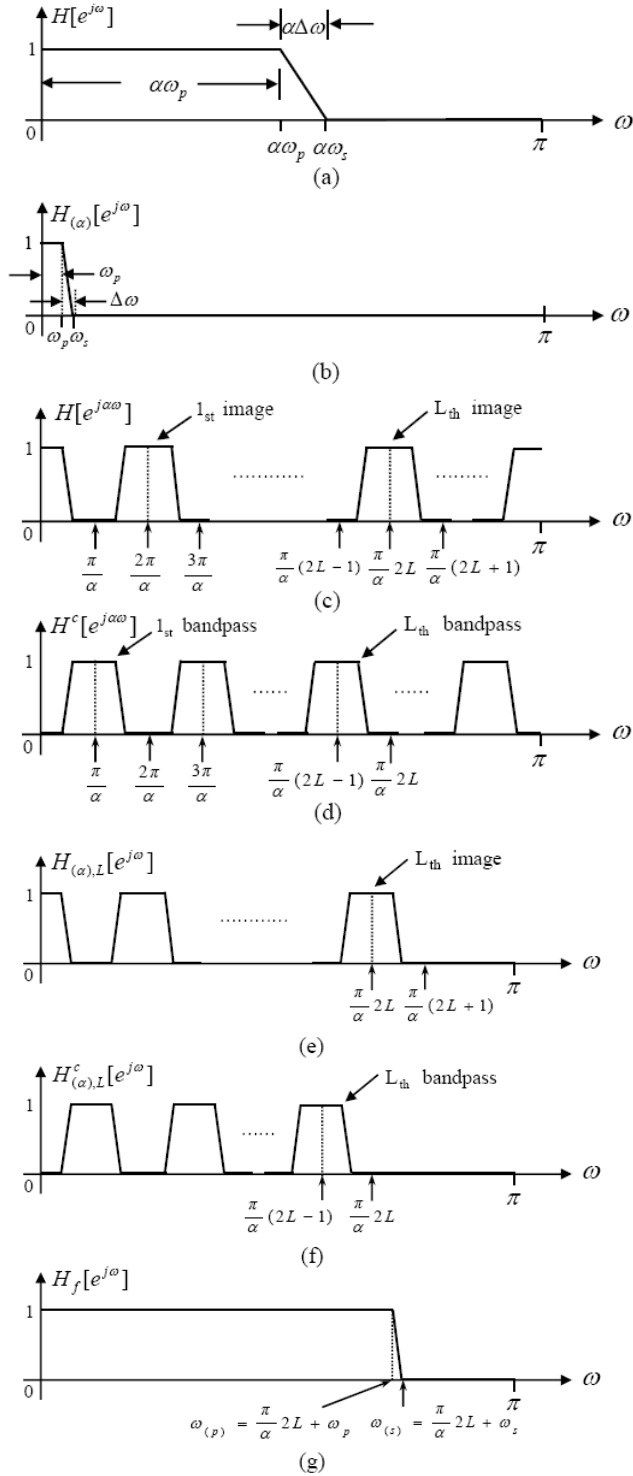 H[e^{jω}]
αΔω
1
αω_p
0
αω_p αω_s
π
ω
(a)
H_{(α)}[e^{jω}]
1
ω_p
Δω
0
ω_p ω_s
π
ω
(b)
H[e^{jαω}]
1_{st} image
L_{th} image
1
0
π
ω
π/α 2π/α 3π/α π/α (2L − 1) π/α 2L π/α (2L + 1)
(c)
H^c[e^{jαω}]
1_{st} bandpass
L_{th} bandpass
1
0
π
ω
π/α 2π/α 3π/α π/α (2L − 1) π/α 2L
(d)
H_{(α),L}[e^{jω}]
L_{th} image
1
0
π
ω
π/α 2L π/α (2L + 1)
(e)
H^c_{(α),L}[e^{jω}]
L_{th} bandpass
1
0
π
ω
π/α (2L − 1) π/α 2L
(f)
H_f[e^{jω}]
1
0
π
ω
ω_{(p)} = π/α 2L + ω_p ω_{(s)} = π/α 2L + ω_s
(g)